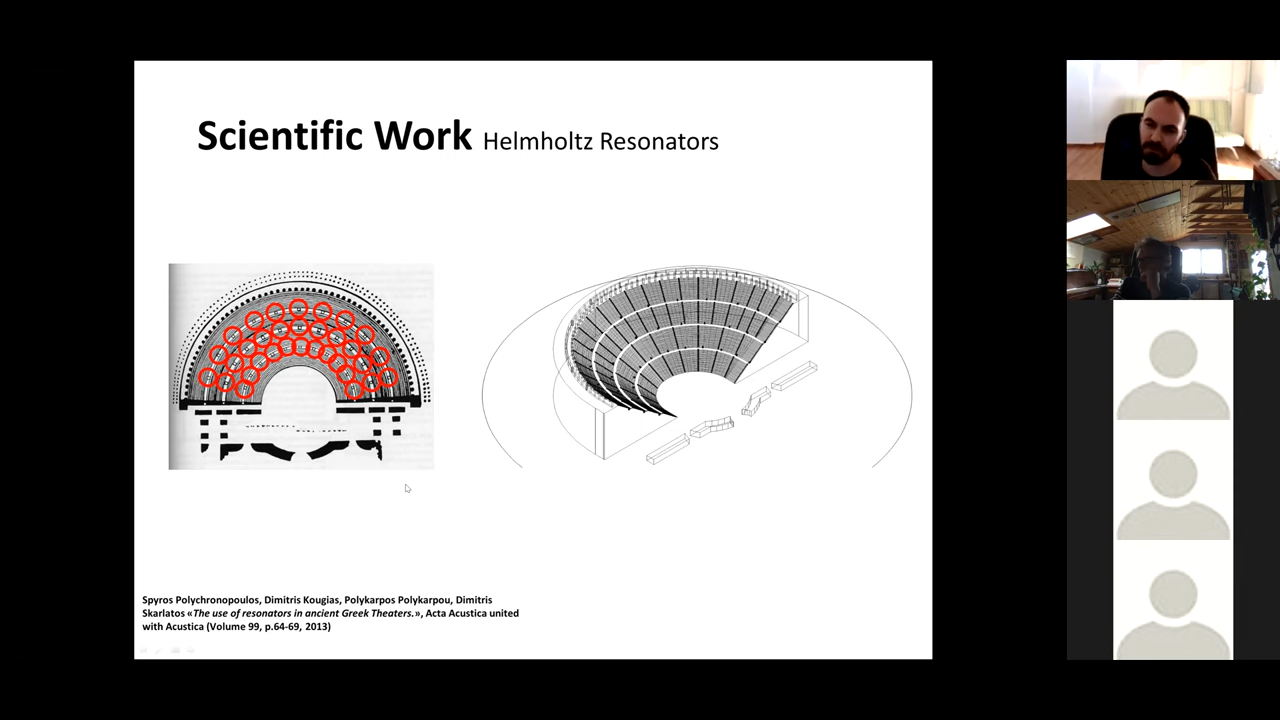 Scientific Work Helmholtz Resonators
Spyros Polychronopoulos, Dimitris Kougias, Polykarpos Polykarpou, Dimitris
Skarlatos «The use of resonators in ancient Greek Theaters.», Acta Acustica united
with Acustica (Volume 99, p.64-69, 2013)